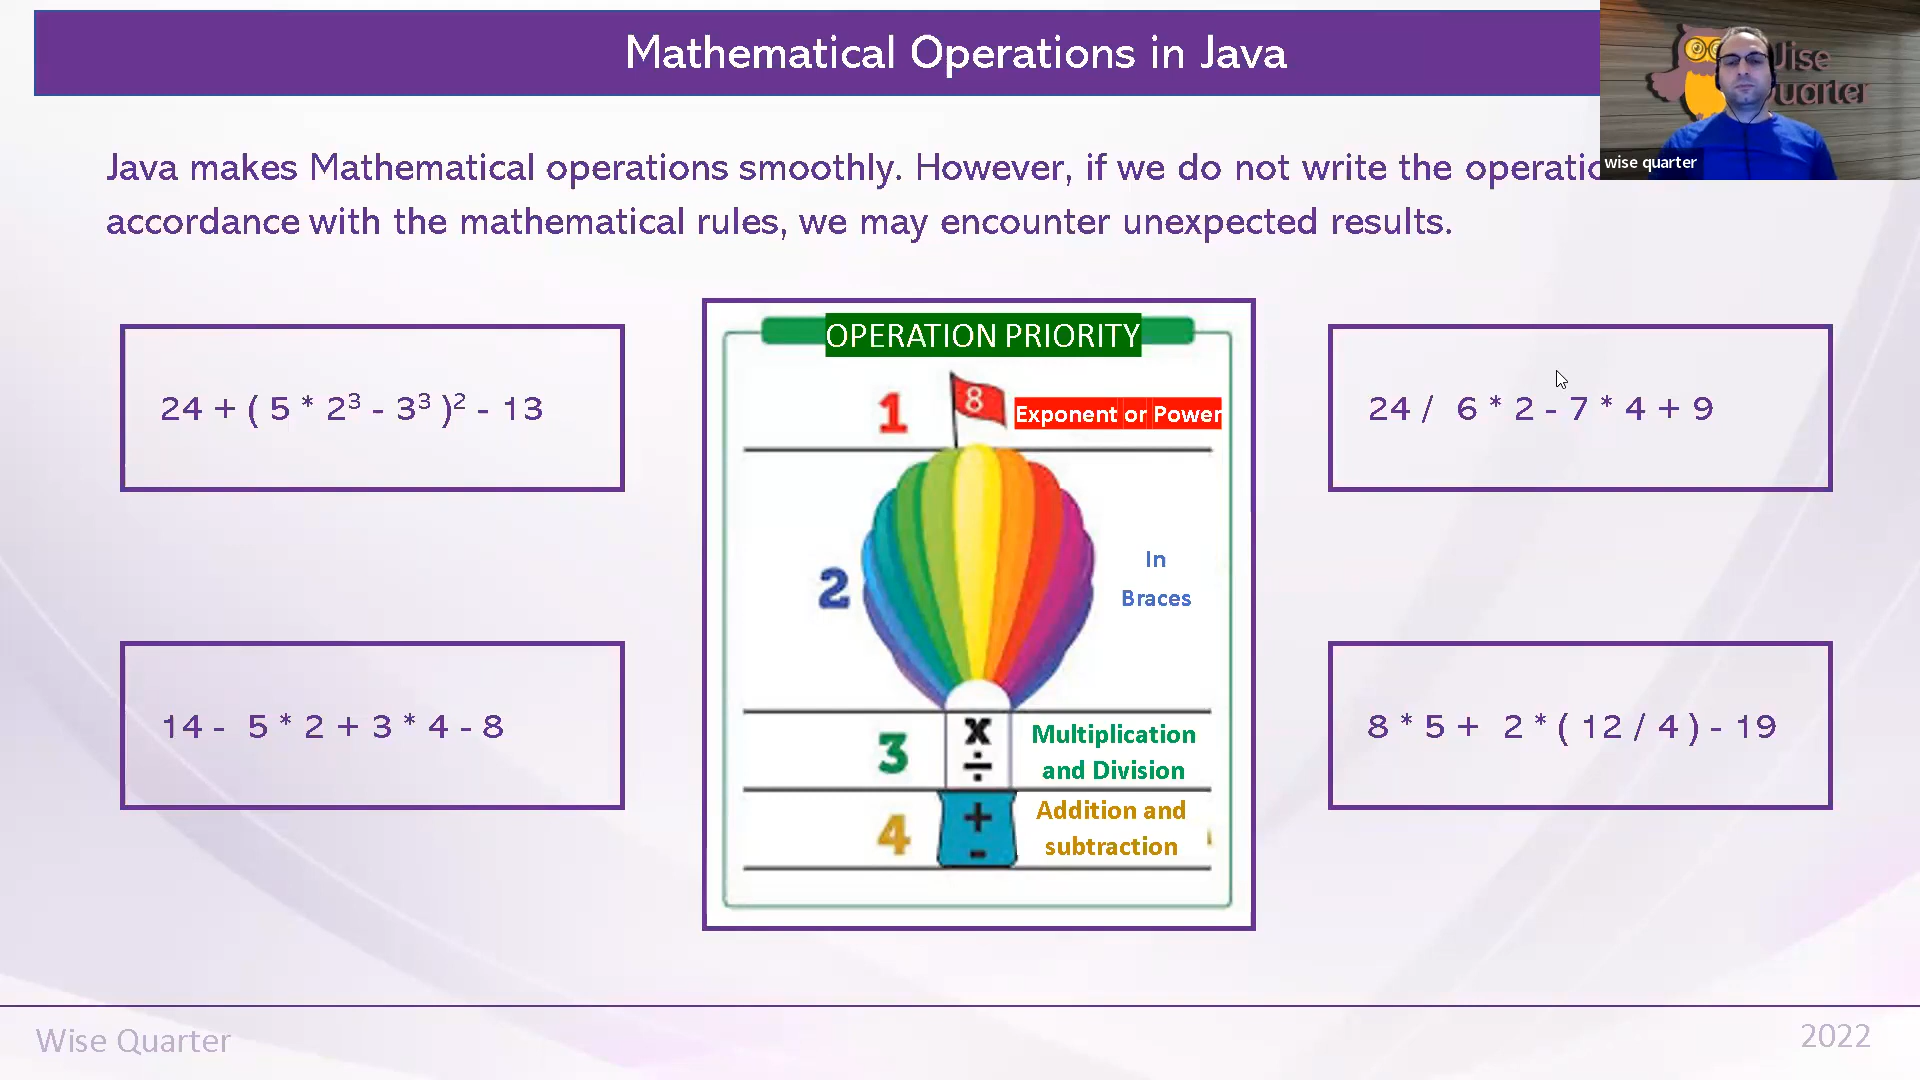 Mathematical Operations in Java
Java makes Mathematical operations smoothly. However, if we do not write the
accordance with the mathematical rules, we may encounter unexpected results.
wise quarter
24 + ( 5 * 2³ - 3³ )² - 13
OPERATION PRIORITY
1 8 Exponent or Power
2 In
Braces
3 x ÷ Multiplication
and Division
4 + - Addition and
subtraction
24 / 6 * 2 - 7 * 4 + 9
14 - 5 * 2 + 3 * 4 - 8
8 * 5 + 2 * ( 12 / 4 ) - 19
Wise Quarter
2022